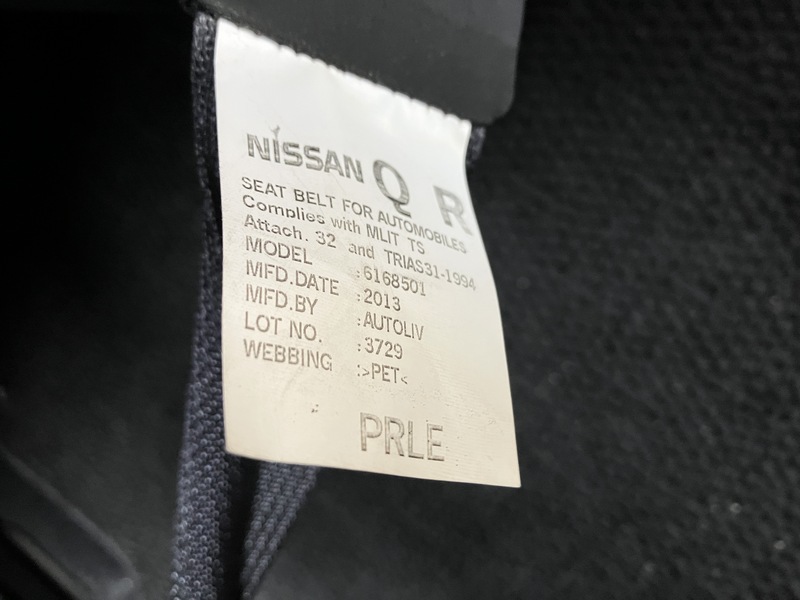 NISSAN Q R
SEAT BELT FOR AUTOMOBILES
Complies with MLIT TS
Attach. 32 and TRIAS31-1994
MODEL :6168501
MFD.DATE :2013
MFD.BY :AUTOLIV
LOT NO. :3729
WEBBING :>PET<
PRLE